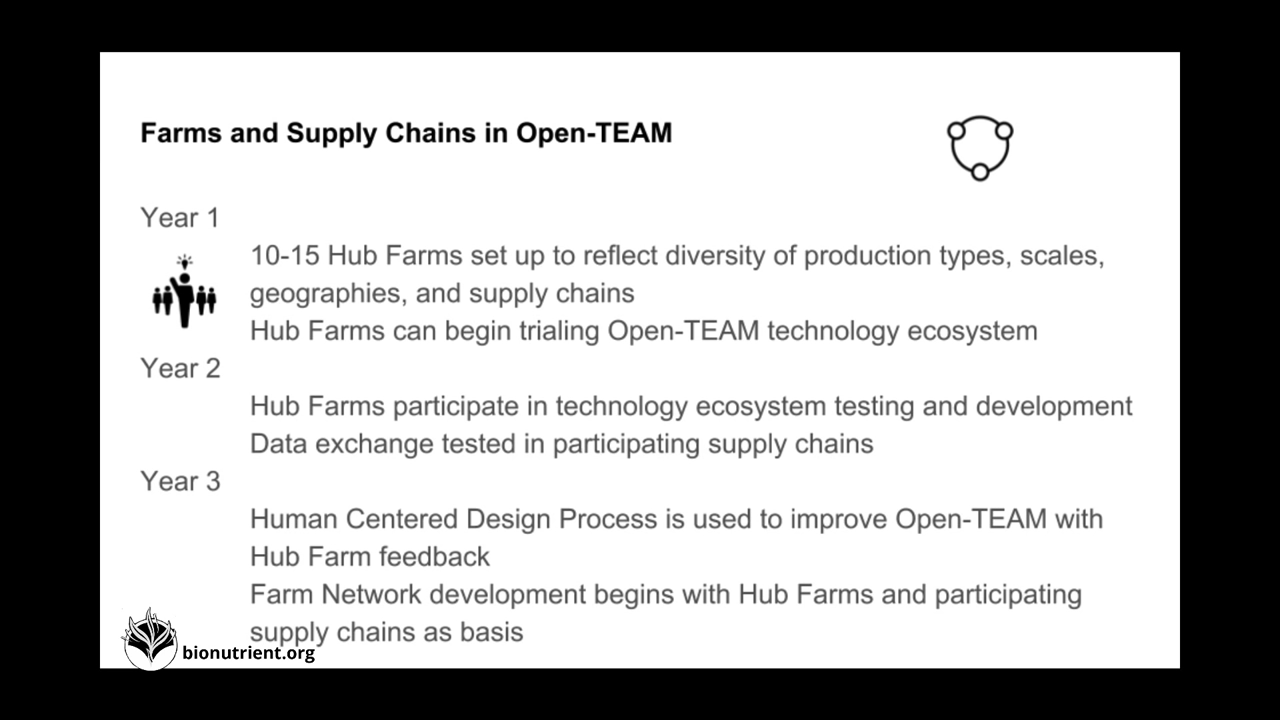 Farms and Supply Chains in Open-TEAM
Year 1
10-15 Hub Farms set up to reflect diversity of production types, scales,
geographies, and supply chains
Hub Farms can begin trialing Open-TEAM technology ecosystem
Year 2
Hub Farms participate in technology ecosystem testing and development
Data exchange tested in participating supply chains
Year 3
Human Centered Design Process is used to improve Open-TEAM with
Hub Farm feedback
Farm Network development begins with Hub Farms and participating
supply chains as basis
bionutrient.org